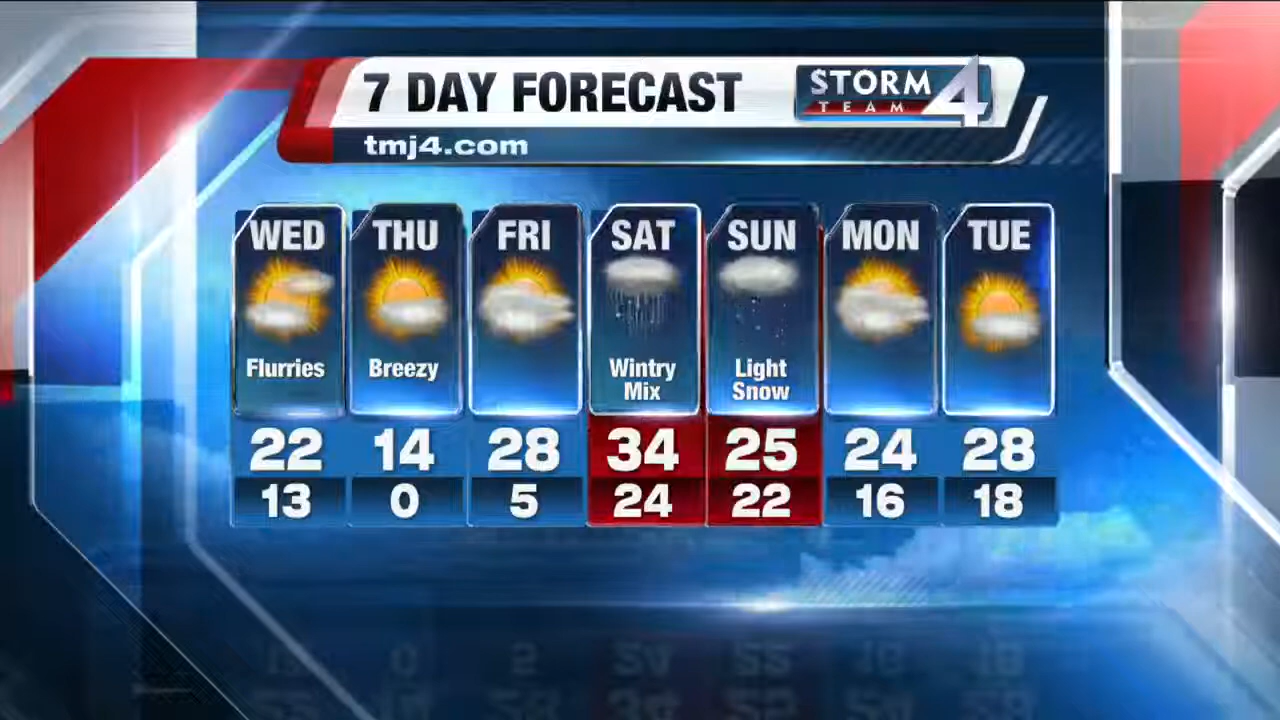 7 DAY FORECAST
STORM
TEAM 4
tmj4.com
WED THU FRI SAT SUN MON TUE
Flurries Breezy Wintry Mix Light Snow
22 14 28 34 25 24 28
13 0 5 24 22 16 18